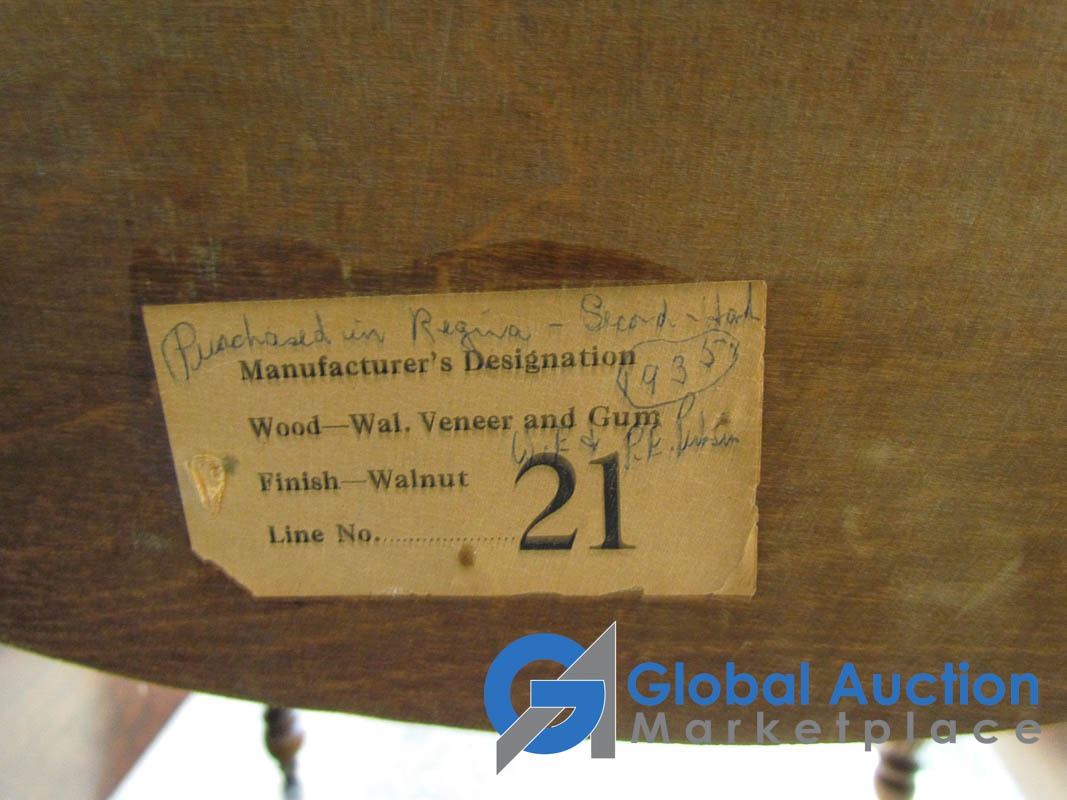 Purchased in Regina - Second-Hand
Manufacturer's Designation
1935
Wood—Wal. Veneer and Gum
W.E & P.E.
Finish—Walnut
Line No. 21
Global Auction
Marketplace